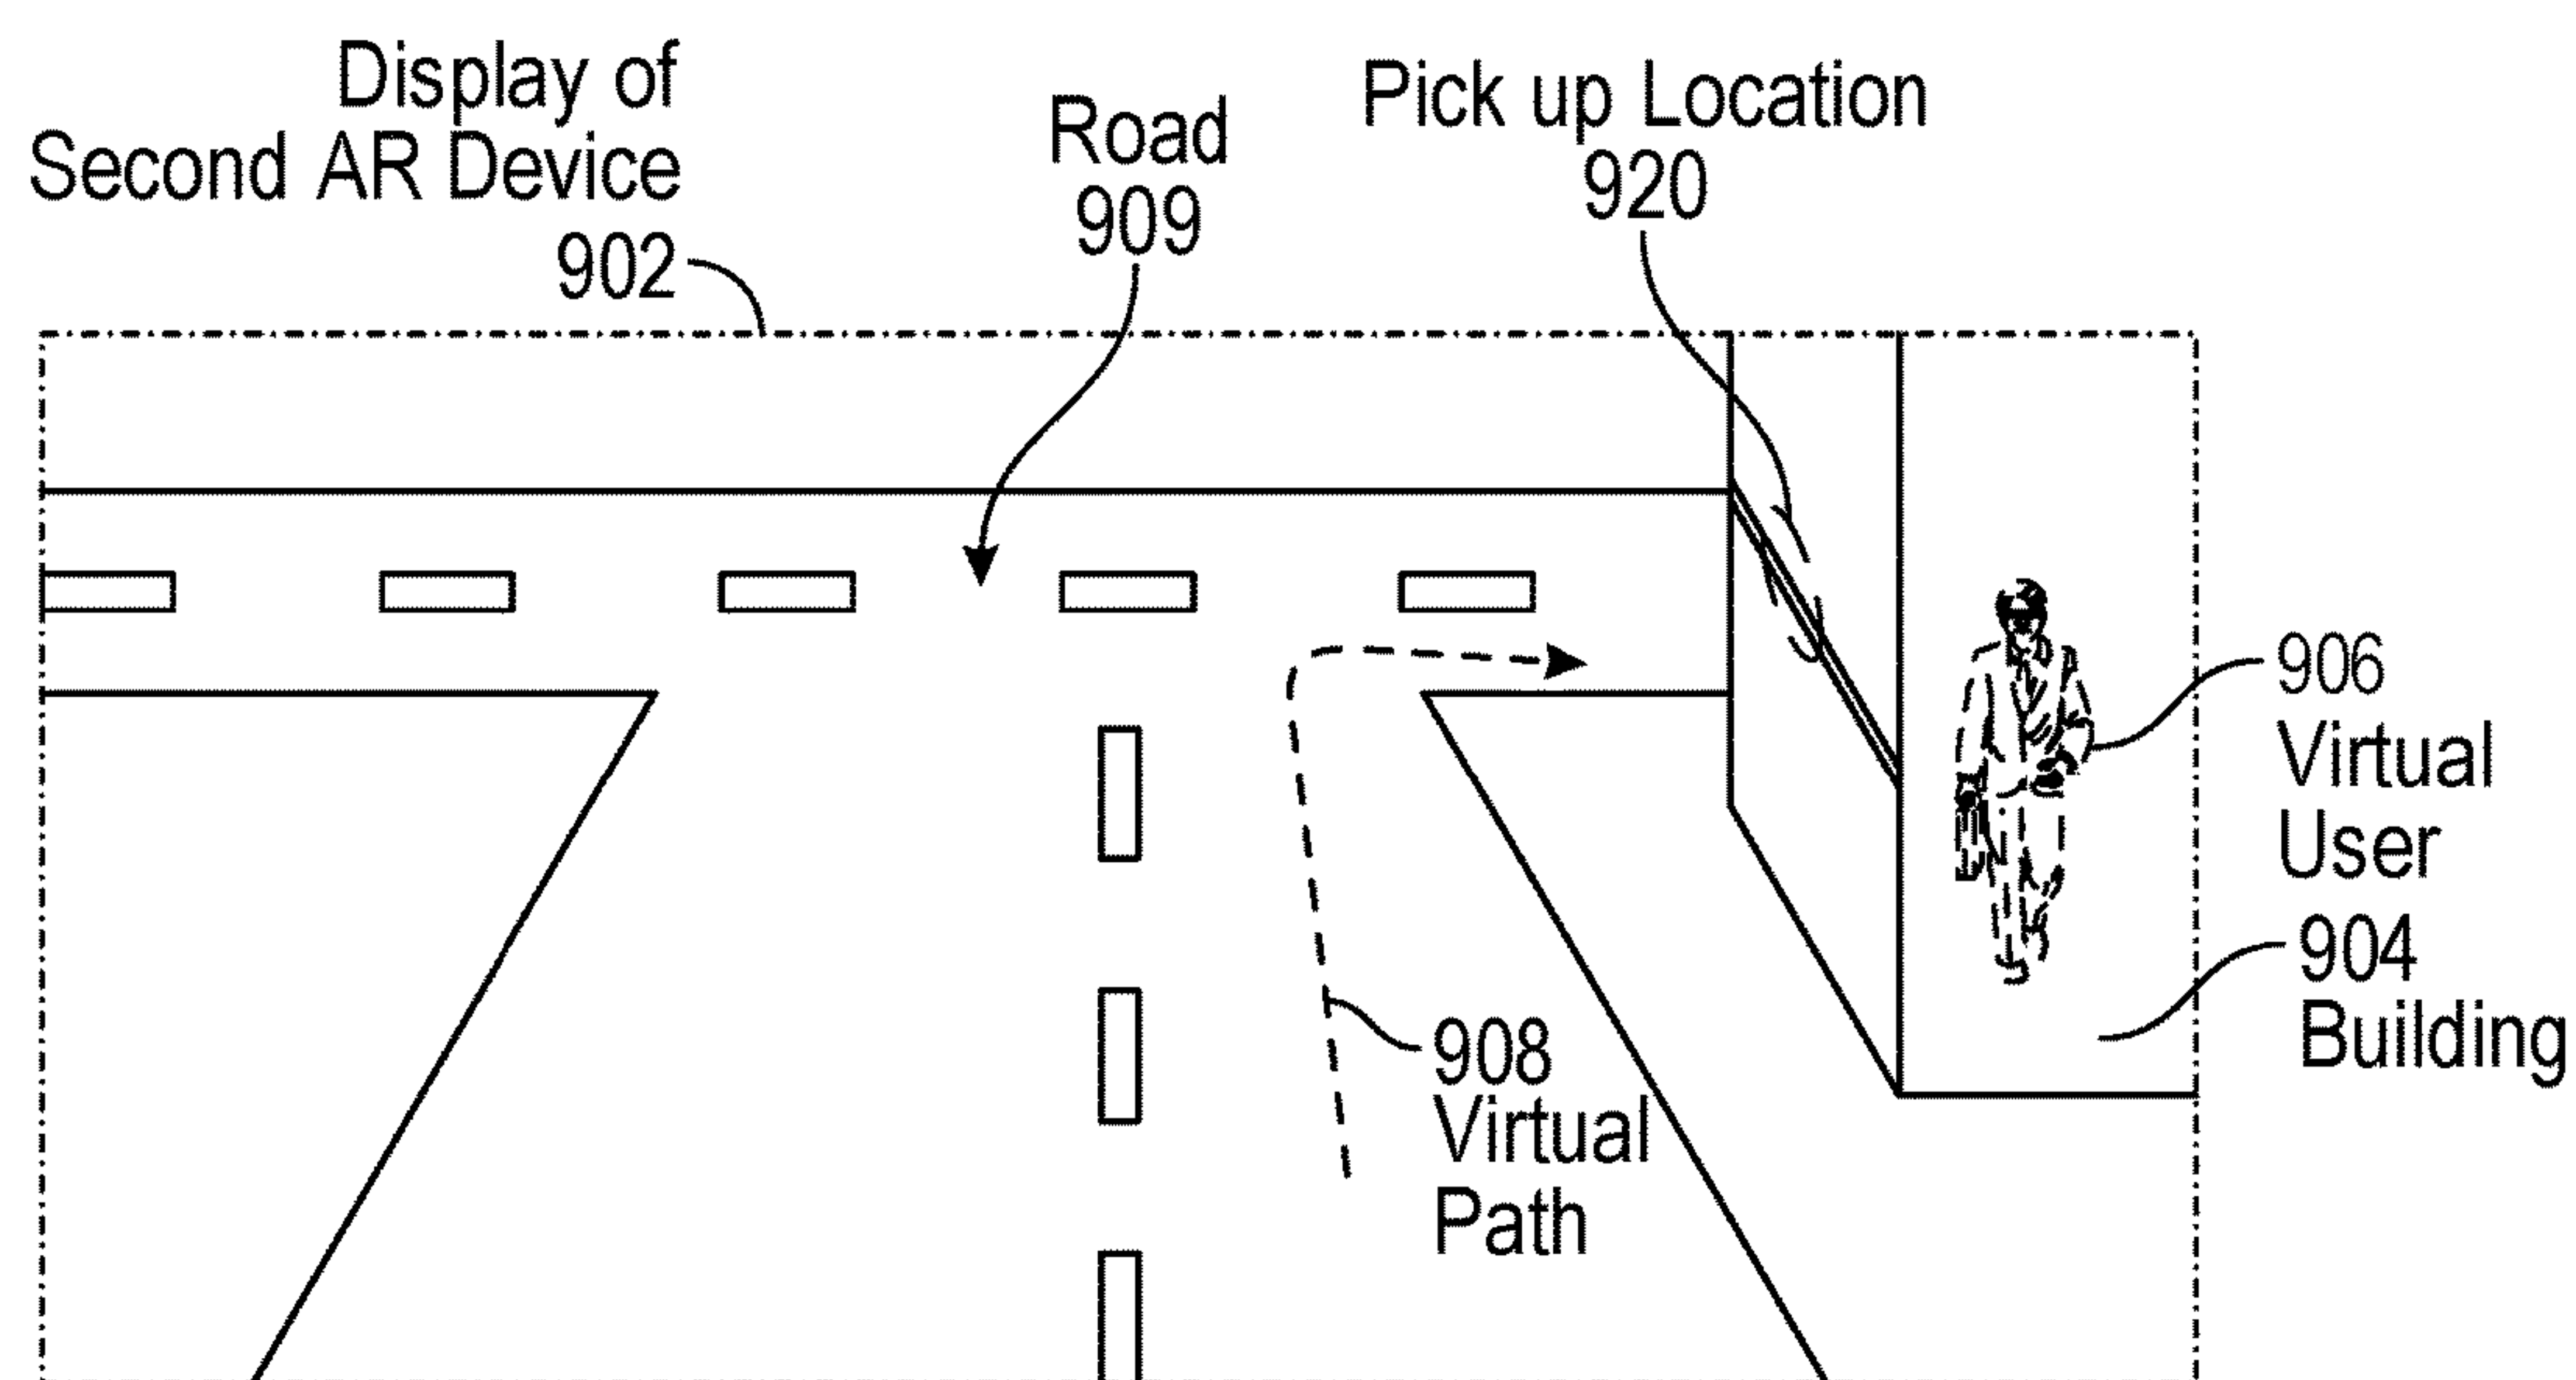 Display of
Second AR Device
902
Road
909
Pick up Location
920
906
Virtual
User
904
Building
908
Virtual
Path